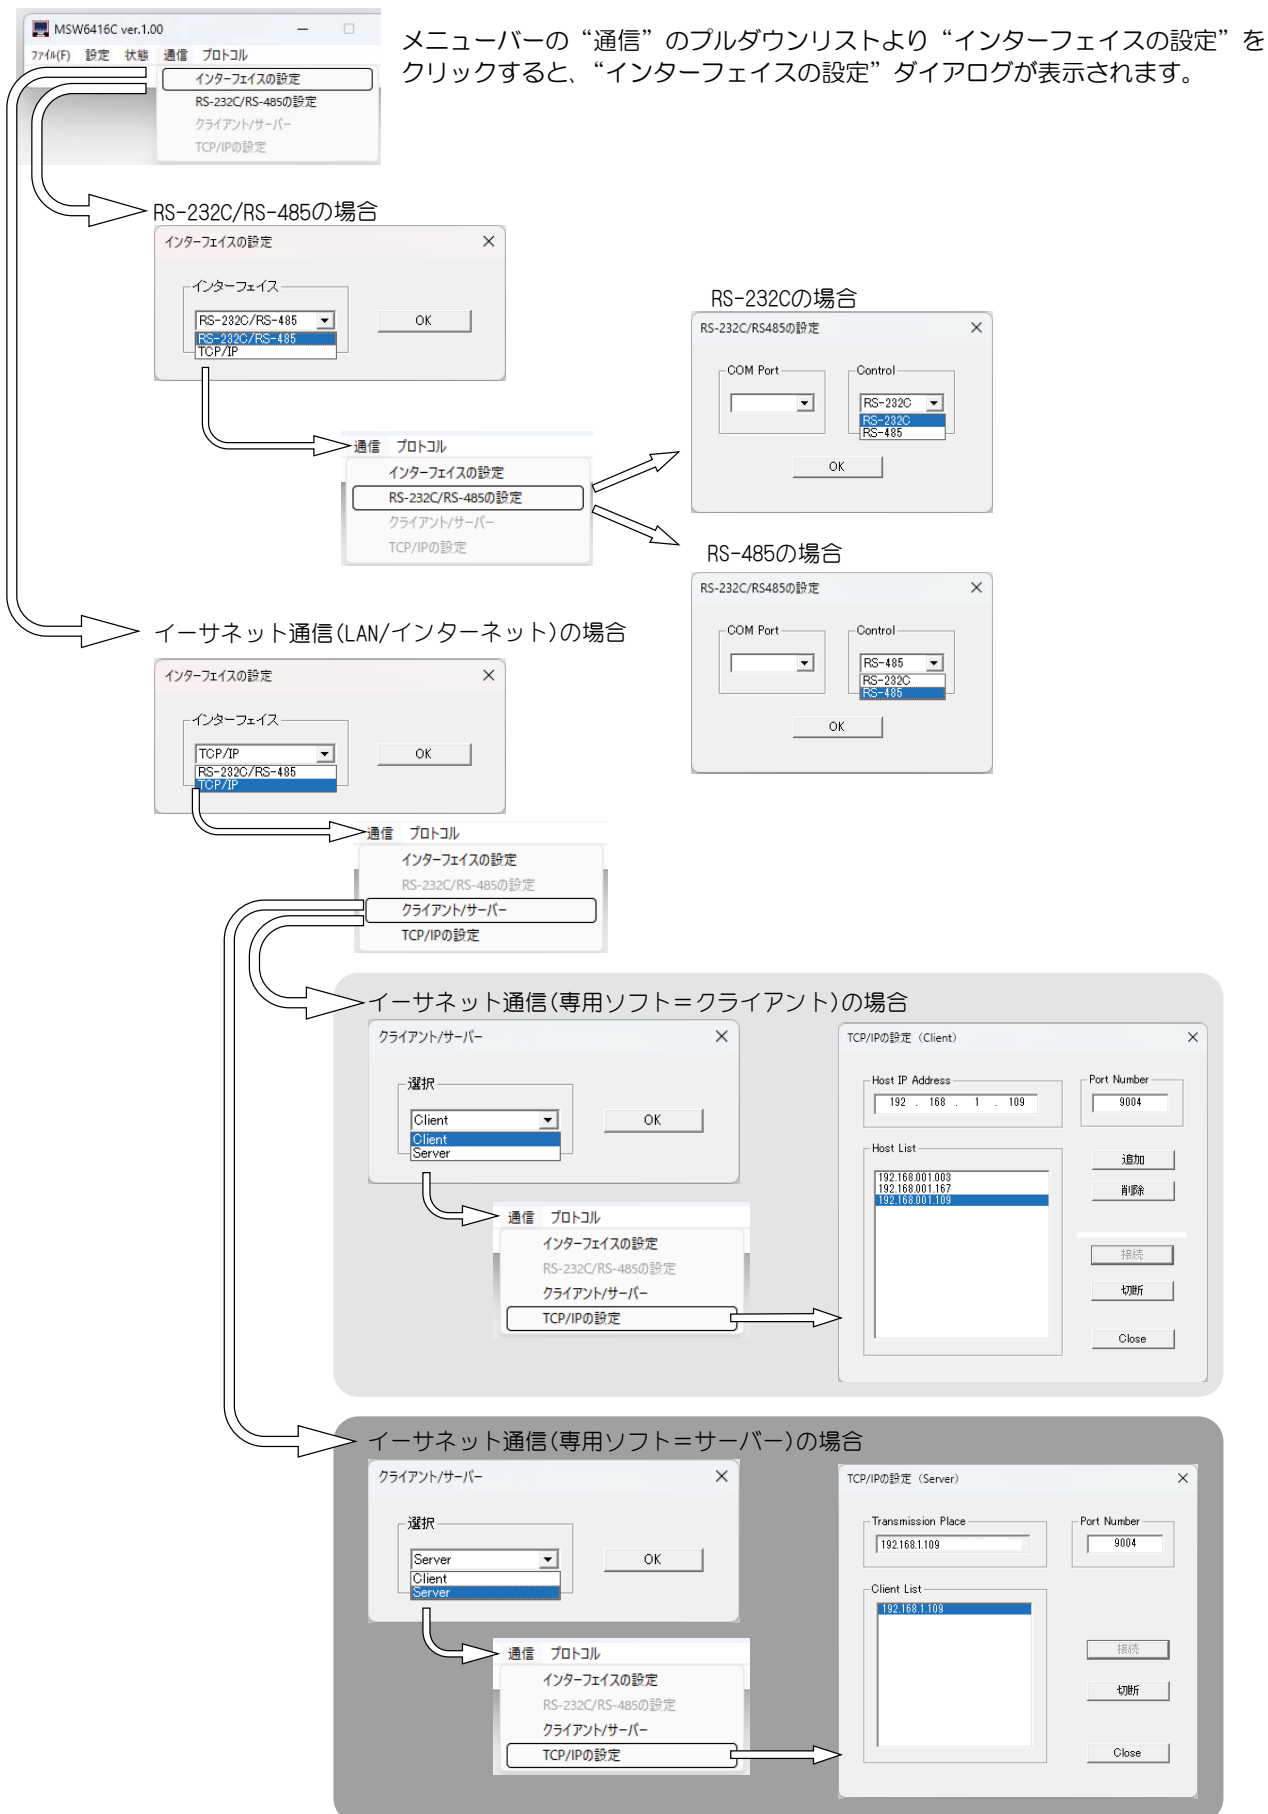 MSW6416C ver.1.00
ﾌｧｲﾙ(F) 設定 状態 通信 プロトコル
インターフェイスの設定
RS-232C/RS-485の設定
クライアント/サーバー
TCP/IPの設定
メニューバーの“通信”のプルダウンリストより“インターフェイスの設定”を
クリックすると、“インターフェイスの設定”ダイアログが表示されます。
RS-232C/RS-485の場合
インターフェイスの設定
インターフェイス
RS-232C/RS-485
OK
RS-232C/RS-485
TCP/IP
通信 プロトコル
インターフェイスの設定
RS-232C/RS-485の設定
クライアント/サーバー
TCP/IPの設定
RS-232Cの場合
RS-232C/RS485の設定
COM Port
Control
RS-232C
RS-232C
RS-485
OK
RS-485の場合
RS-232C/RS485の設定
COM Port
Control
RS-485
RS-232C
RS-485
OK
イーサネット通信(LAN/インターネット)の場合
インターフェイスの設定
インターフェイス
TCP/IP
OK
RS-232C/RS-485
TCP/IP
通信 プロトコル
インターフェイスの設定
RS-232C/RS-485の設定
クライアント/サーバー
TCP/IPの設定
イーサネット通信(専用ソフト＝クライアント)の場合
クライアント/サーバー
選択
Client
OK
Client
Server
通信 プロトコル
インターフェイスの設定
RS-232C/RS-485の設定
クライアント/サーバー
TCP/IPの設定
TCP/IPの設定（Client）
Host IP Address
192 . 168 . 1 . 109
Port Number
9004
Host List
192.168.001.003
192.168.001.167
192.168.001.109
追加
削除
接続
切断
Close
イーサネット通信(専用ソフト＝サーバー)の場合
クライアント/サーバー
選択
Server
OK
Client
Server
通信 プロトコル
インターフェイスの設定
RS-232C/RS-485の設定
クライアント/サーバー
TCP/IPの設定
TCP/IPの設定（Server）
Transmission Place
192.168.1.109
Port Number
9004
Client List
192.168.1.109
接続
切断
Close